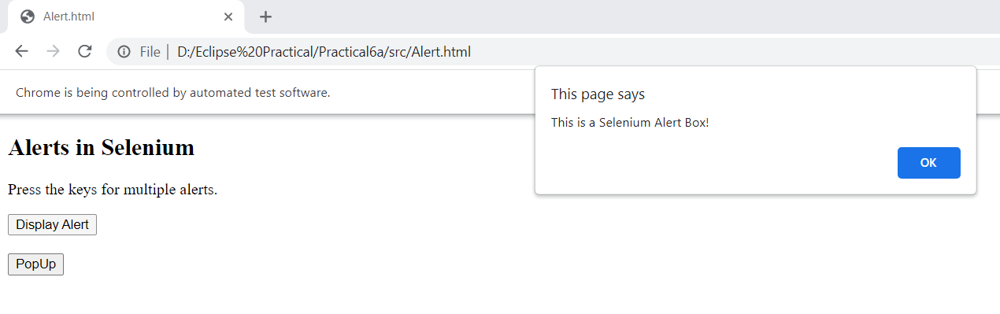 Alert.html
File | D:/Eclipse%20Practical/Practical6a/src/Alert.html
Chrome is being controlled by automated test software.
This page says
This is a Selenium Alert Box!
OK
Alerts in Selenium
Press the keys for multiple alerts.
Display Alert
PopUp